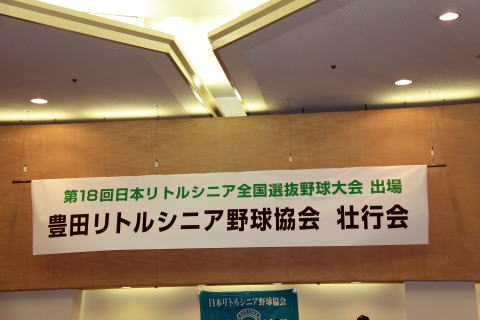 第18回日本リトルシニア全国選抜野球大会 出場
豊田リトルシニア野球協会 壮行会
日本リトルシニア野球協会